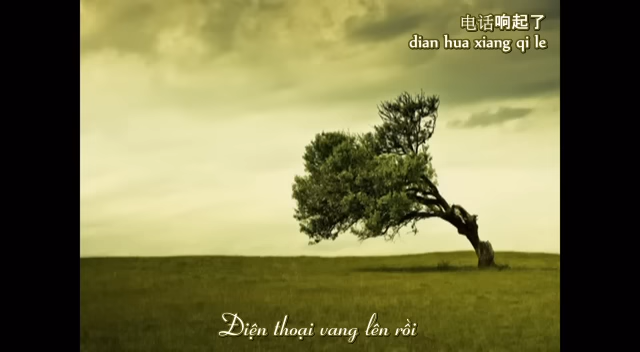 电话响起了
dian hua xiang qi le
Điện thoại vang lên rồi